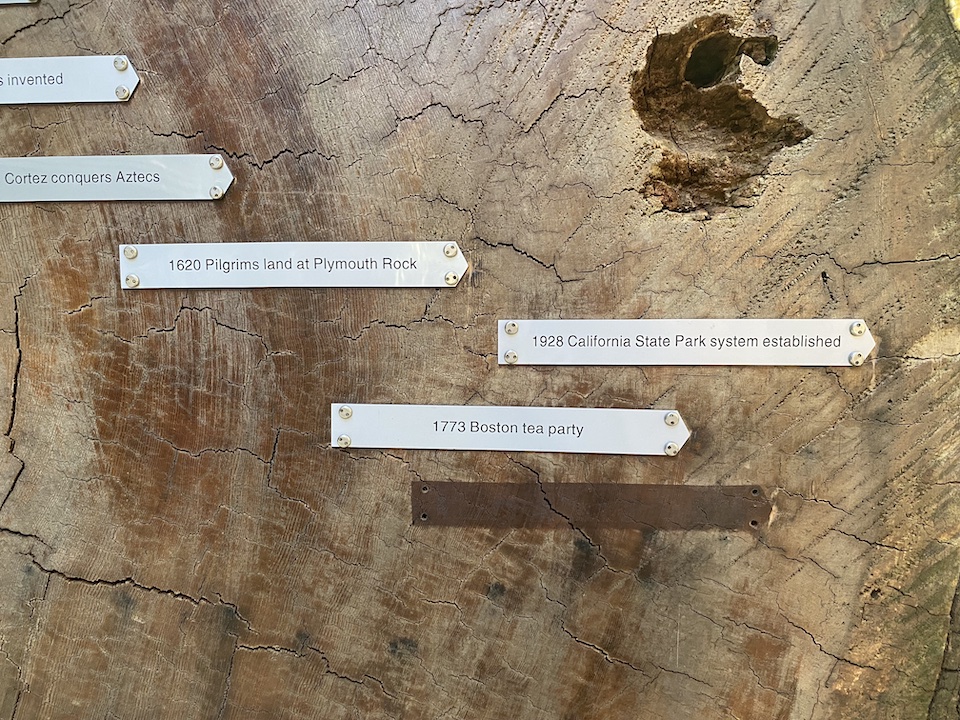 invented
Cortez conquers Aztecs
1620 Pilgrims land at Plymouth Rock
1928 California State Park system established
1773 Boston tea party